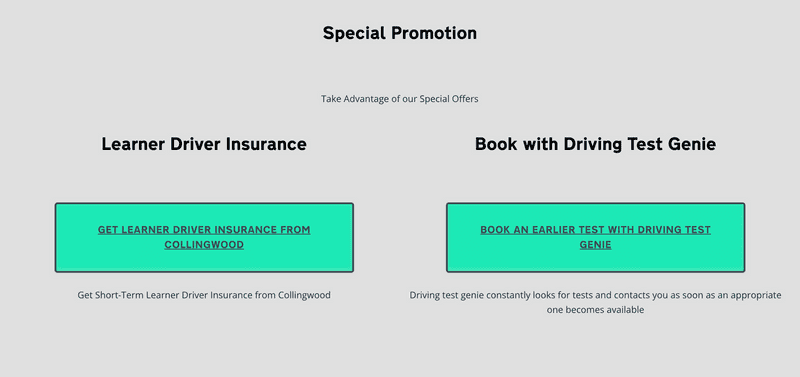 Special Promotion
Take Advantage of our Special Offers
Learner Driver Insurance
GET LEARNER DRIVER INSURANCE FROM
COLLINGWOOD
Get Short-Term Learner Driver Insurance from Collingwood
Book with Driving Test Genie
BOOK AN EARLIER TEST WITH DRIVING TEST
GENIE
Driving test genie constantly looks for tests and contacts you as soon as an appropriate
one becomes available